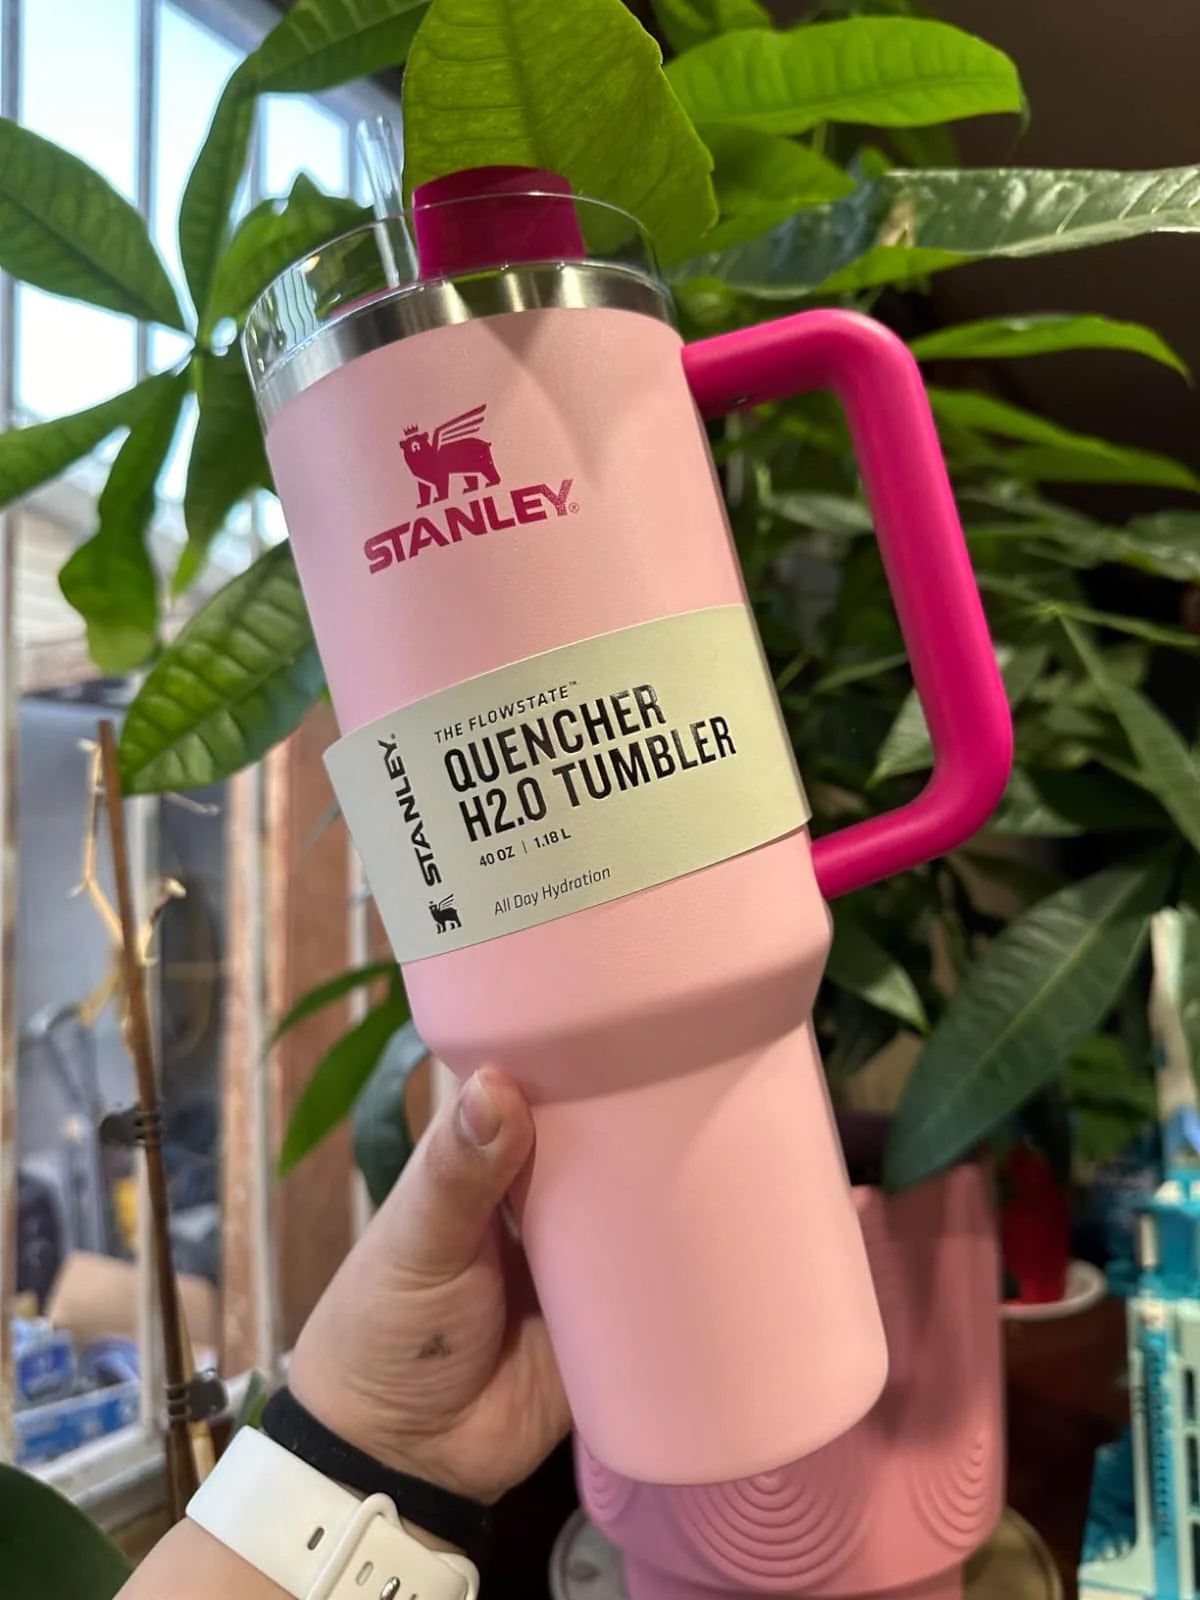 STANLEY®
THE FLOWSTATE™
QUENCHER
H2.0 TUMBLER
40 OZ | 1.18 L
All Day Hydration
STANLEY®